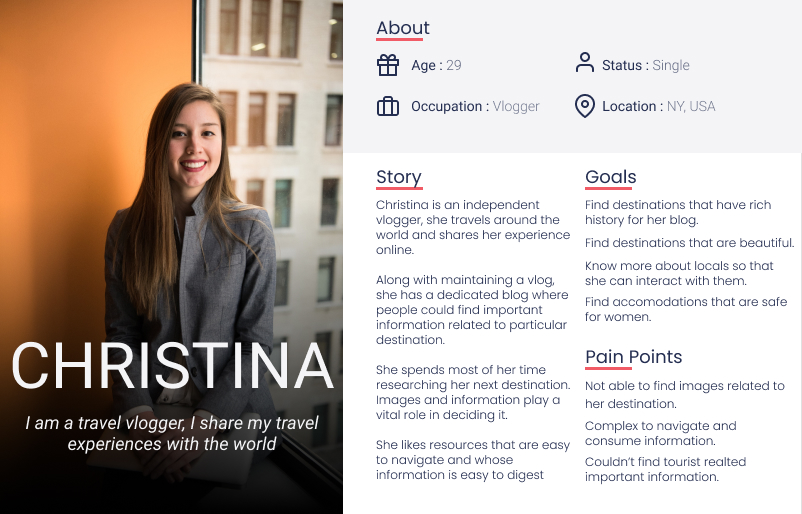 CHRISTINA
I am a travel vlogger, I share my travel
experiences with the world
About
Age : 29
Status : Single
Occupation : Vlogger
Location : NY, USA
Story
Christina is an independent
vlogger, she travels around the
world and shares her experience
online.
Along with maintaining a vlog,
she has a dedicated blog where
people could find important
information related to particular
destination.
She spends most of her time
researching her next destination.
Images and information play a
vital role in deciding it.
She likes resources that are easy
to navigate and whose
information is easy to digest
Goals
Find destinations that have rich
history for her blog.
Find destinations that are beautiful.
Know more about locals so that
she can interact with them.
Find accomodations that are safe
for women.
Pain Points
Not able to find images related to
her destination.
Complex to navigate and
consume information.
Couldn't find tourist realted
important information.